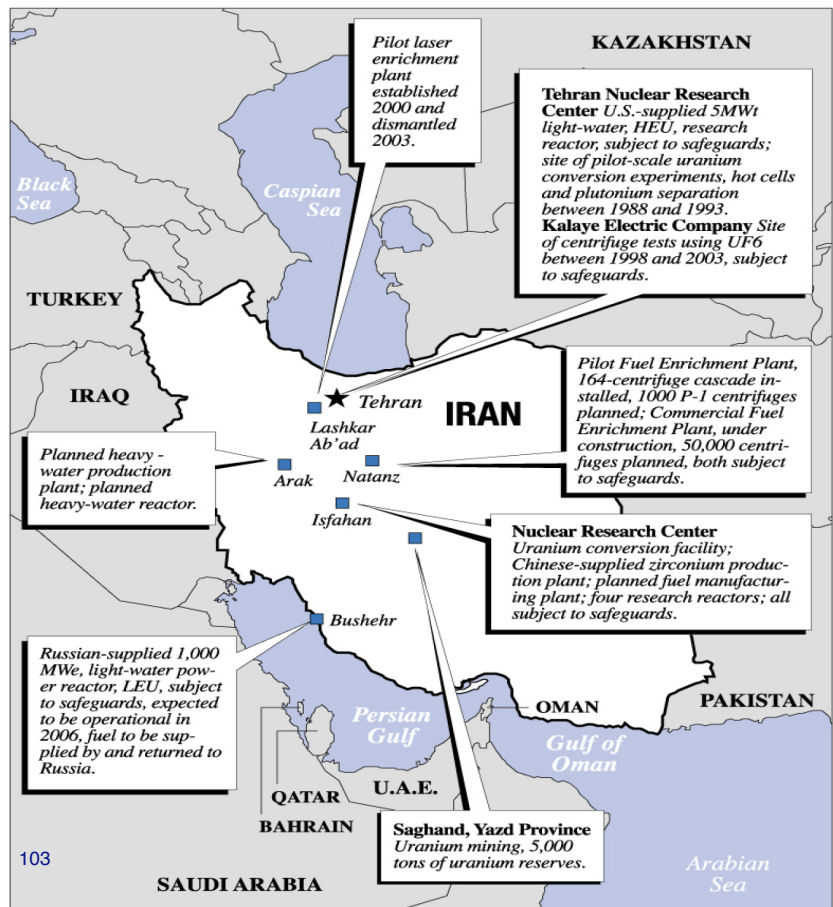 Pilot laser
enrichment
plant
established
2000 and
dismantled
2003.
KAZAKHSTAN
Tehran Nuclear Research
Center U.S.-supplied 5MWt
light-water, HEU, research
reactor, subject to safeguards;
site of pilot-scale uranium
conversion experiments, hot cells
and plutonium separation
between 1988 and 1993.
Kalaye Electric Company Site
of centrifuge tests using UF6
between 1998 and 2003, subject
to safeguards.
Black
Sea
Caspian
Sea
TURKEY
IRAQ
Tehran
IRAN
Lashkar
Ab'ad
Pilot Fuel Enrichment Plant,
164-centrifuge cascade in-
stalled, 1000 P-1 centrifuges
planned; Commercial Fuel
Enrichment Plant, under
construction, 50,000 centri-
fuges planned, both subject
to safeguards.
Planned heavy -
water production
plant; planned
heavy-water reactor.
Arak
Natanz
Isfahan
Nuclear Research Center
Uranium conversion facility;
Chinese-supplied zirconium produc-
tion plant; planned fuel manufactur-
ing plant; four research reactors; all
subject to safeguards.
Bushehr
Russian-supplied 1,000
MWe, light-water pow-
er reactor, LEU, subject
to safeguards, expected
to be operational in
2006, fuel to be sup-
plied by and returned to
Russia.
Persian
Gulf
OMAN
PAKISTAN
Gulf of
Oman
U.A.E.
QATAR
BAHRAIN
Saghand, Yazd Province
Uranium mining, 5,000
tons of uranium reserves.
103
SAUDI ARABIA
Arabian
Sea